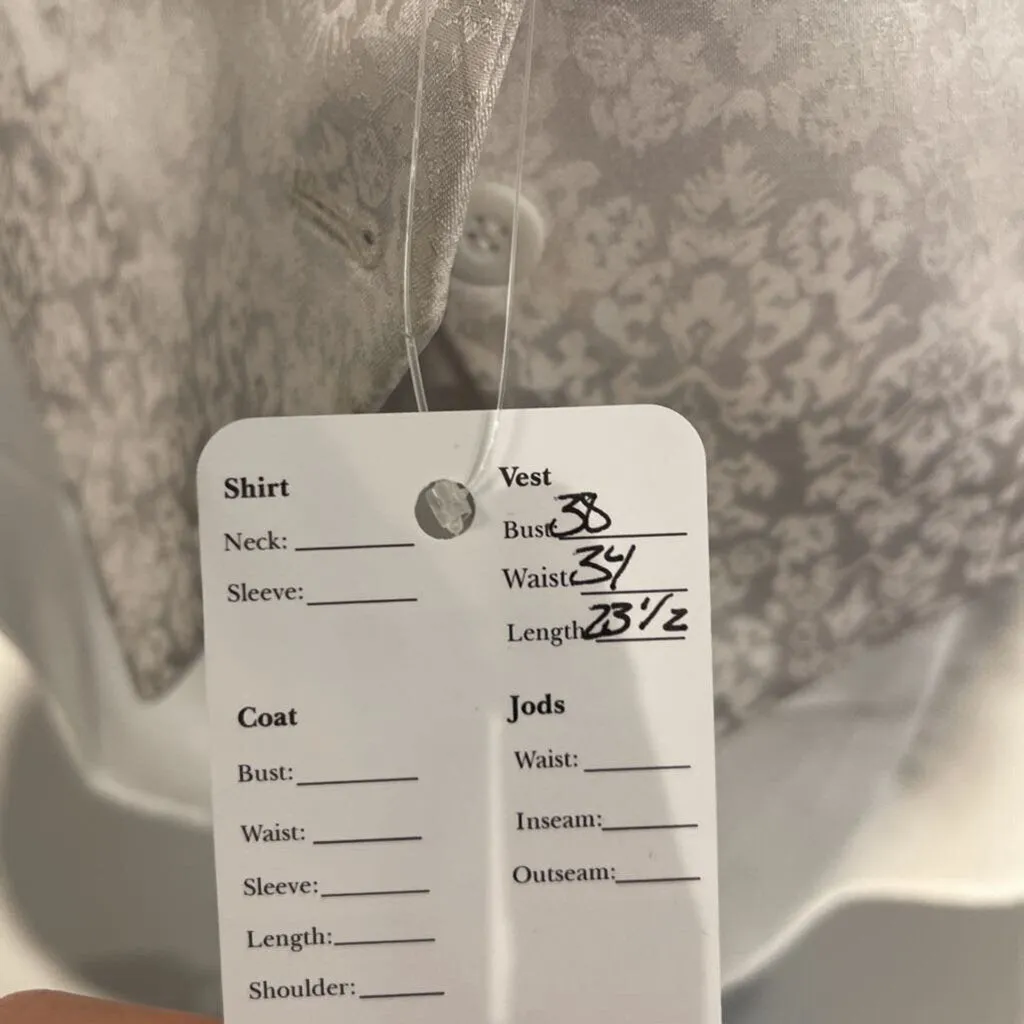 Shirt
Neck:
Sleeve:
Vest
Bust: 38
Waist: 34
Length: 23 1/2
Coat
Bust:
Waist:
Sleeve:
Length:
Shoulder:
Jods
Waist:
Inseam:
Outseam: